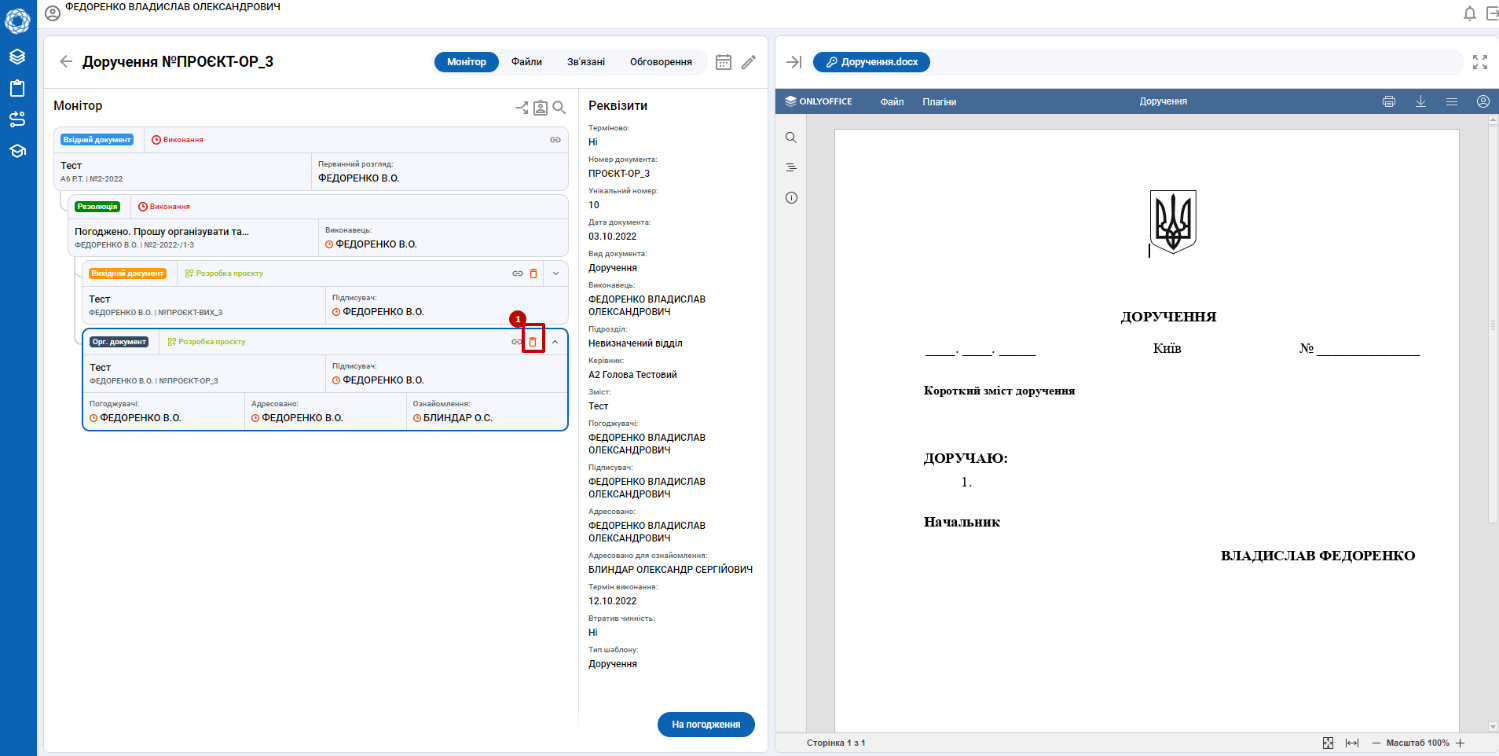 ФЕДОРЕНКО ВЛАДИСЛАВ ОЛЕКСАНДРОВИЧ
Доручення №ПРОЄКТ-ОР_3
Монітор
Файли
Зв'язані
Обговорення
Монітор
Вхідний документ
Виконання
Тест
А6 Р.Т. | №2-2022
Первинний розгляд:
ФЕДОРЕНКО В.О.
Резолюція
Виконання
Погоджено. Прошу організувати та...
ФЕДОРЕНКО В.О. | №2-2022-/1-3
Виконавець:
ФЕДОРЕНКО В.О.
Вихідний документ
Розробка проєкту
Тест
ФЕДОРЕНКО В.О. | №ПРОЄКТ-ВИХ_3
Підписувач:
ФЕДОРЕНКО В.О.
1
Орг. документ
Розробка проєкту
Тест
ФЕДОРЕНКО В.О. | №ПРОЄКТ-ОР_3
Підписувач:
ФЕДОРЕНКО В.О.
Погоджувачі:
ФЕДОРЕНКО В.О.
Адресовано:
ФЕДОРЕНКО В.О.
Ознайомлення:
БЛИНДАР О.С.
Реквізити
Терміново:
Ні
Номер документа:
ПРОЄКТ-ОР_3
Унікальний номер:
10
Дата документа:
03.10.2022
Вид документа:
Доручення
Виконавець:
ФЕДОРЕНКО ВЛАДИСЛАВ
ОЛЕКСАНДРОВИЧ
Підрозділ:
Невизначений відділ
Керівник:
А2 Голова Тестовий
Зміст:
Тест
Погоджувачі:
ФЕДОРЕНКО ВЛАДИСЛАВ
ОЛЕКСАНДРОВИЧ
Підписувач:
ФЕДОРЕНКО ВЛАДИСЛАВ
ОЛЕКСАНДРОВИЧ
Адресовано:
ФЕДОРЕНКО ВЛАДИСЛАВ
ОЛЕКСАНДРОВИЧ
Адресовано для ознайомлення:
БЛИНДАР ОЛЕКСАНДР СЕРГІЙОВИЧ
Термін виконання:
12.10.2022
Втратив чинність:
Ні
Тип шаблону:
Доручення
На погодження
Доручення.docx
ONLYOFFICE
Файл
Плагіни
Доручення
ДОРУЧЕННЯ
____. ____. _____ Київ № ______________
Короткий зміст доручення
ДОРУЧАЮ:
1.
Начальник
ВЛАДИСЛАВ ФЕДОРЕНКО
Сторінка 1 з 1
Масштаб 100%